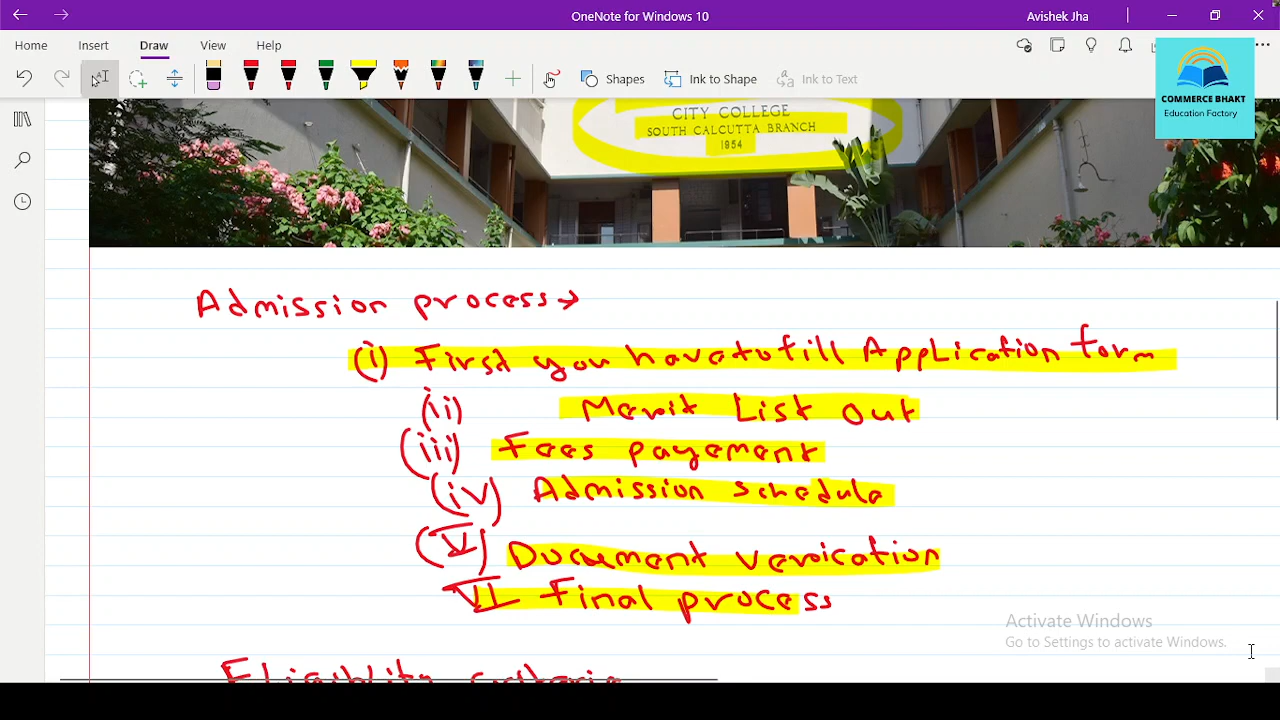 OneNote for Windows 10
Avishek Jha
Home Insert Draw View Help
Shapes
Ink to Shape
Ink to Text
COMMERCE BHAKT
Education Factory
CITY COLLEGE
SOUTH CALCUTTA BRANCH
1954
Admission process →
(i) First you have to fill Application form
(ii) Merit List out
(iii) Fees payement
(iv) Admission schedule
(V) Document verication
VI Final process
Eligiblity criteria
Activate Windows
Go to Settings to activate Windows.